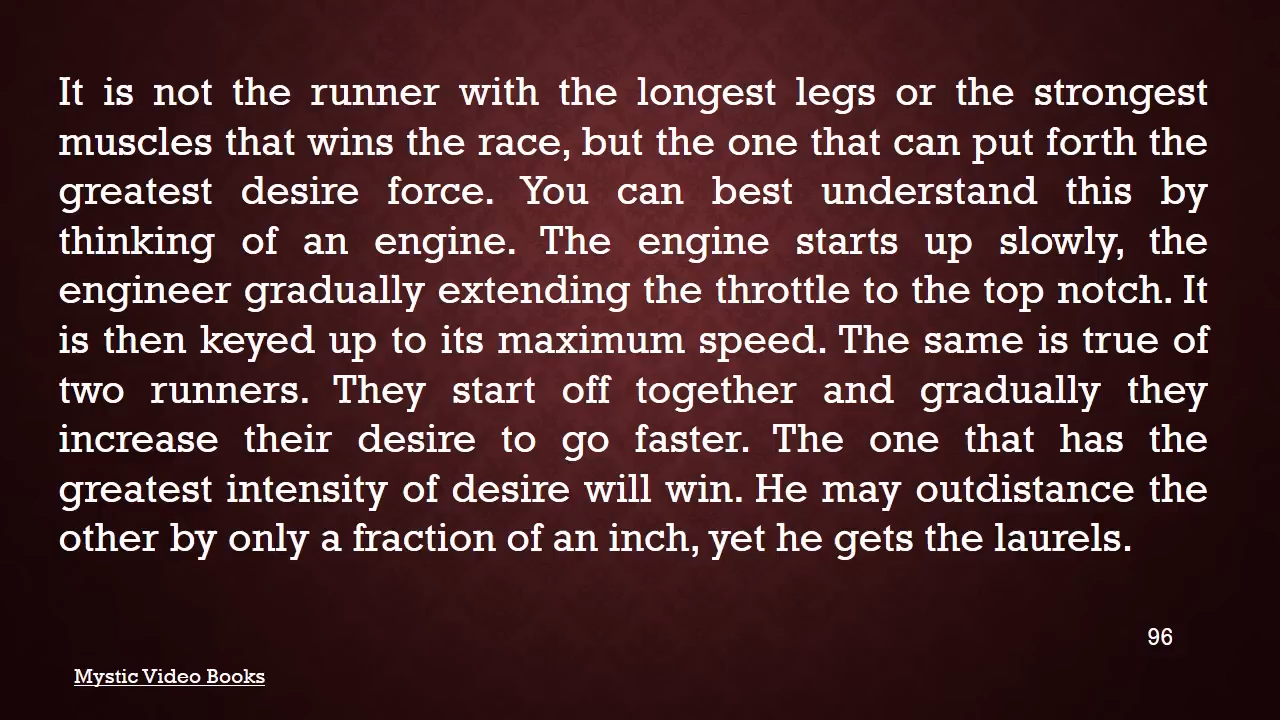 It is not the runner with the longest legs or the strongest
muscles that wins the race, but the one that can put forth the
greatest desire force. You can best understand this by
thinking of an engine. The engine starts up slowly, the
engineer gradually extending the throttle to the top notch. It
is then keyed up to its maximum speed. The same is true of
two runners. They start off together and gradually they
increase their desire to go faster. The one that has the
greatest intensity of desire will win. He may outdistance the
other by only a fraction of an inch, yet he gets the laurels.
96
Mystic Video Books